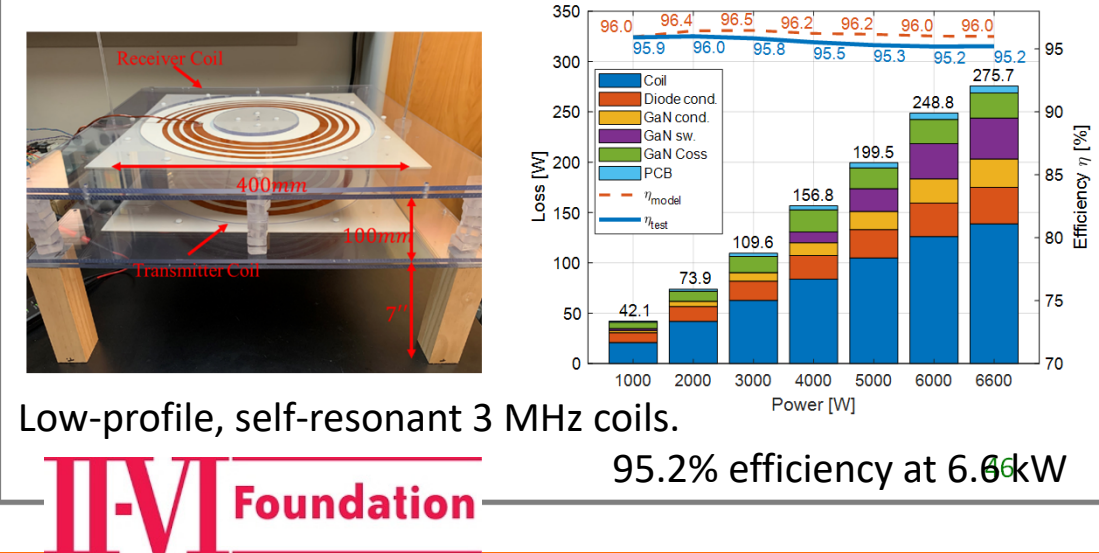 Receiver Coil
400mm
100mm
Transmitter Coil
7"
350
300
250
200
150
100
50
0
Loss [W]
96.0
96.4
96.5
96.2
96.2
96.0
96.0
95.9
96.0
95.8
95.5
95.3
95.2
95.2
Coil
Diode cond.
GaN cond.
GaN sw.
GaN Coss
PCB
η model
η test
42.1
73.9
109.6
156.8
199.5
248.8
275.7
95
90
85
80
75
70
Efficiency η [%]
1000 2000 3000 4000 5000 6000 6600
Power [W]
Low-profile, self-resonant 3 MHz coils.
95.2% efficiency at 6.6 kW
46
II-VI Foundation